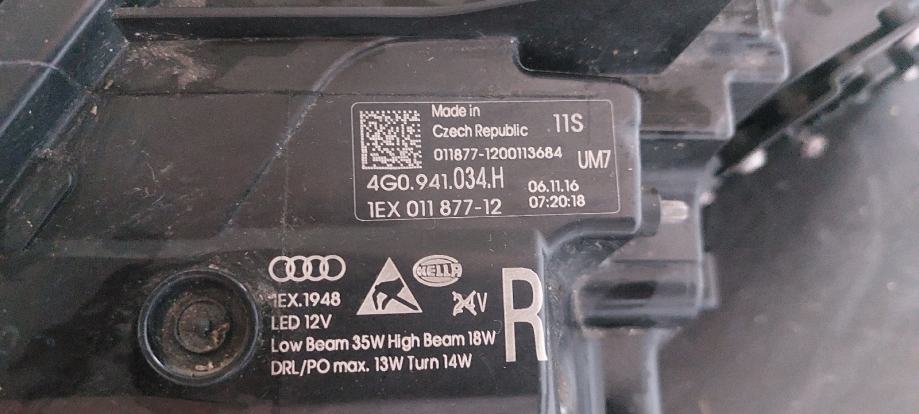 Made in
Czech Republic 11S
011877-1200113684 UM7
4G0.941.034.H 06.11.16
1EX 011 877-12 07:20:18
HELLA
1EX.1948 24V R
LED 12V
Low Beam 35W High Beam 18W
DRL/PO max. 13W Turn 14W